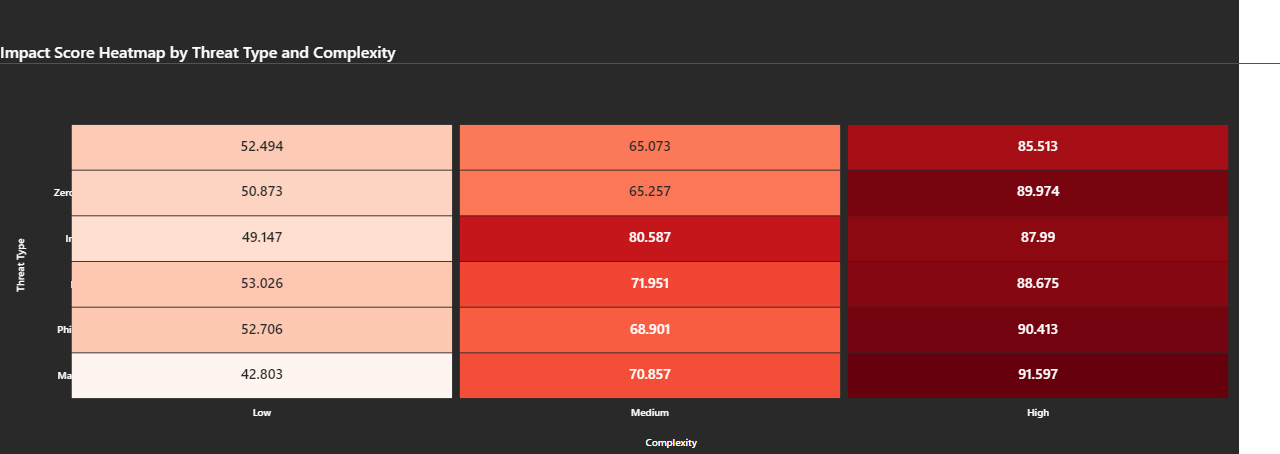 Impact Score Heatmap by Threat Type and Complexity
52.494 65.073 85.513
Zero 50.873 65.257 89.974
49.147 80.587 87.99
53.026 71.951 88.675
Phi 52.706 68.901 90.413
Ma 42.803 70.857 91.597
Threat Type
Low Medium High
Complexity